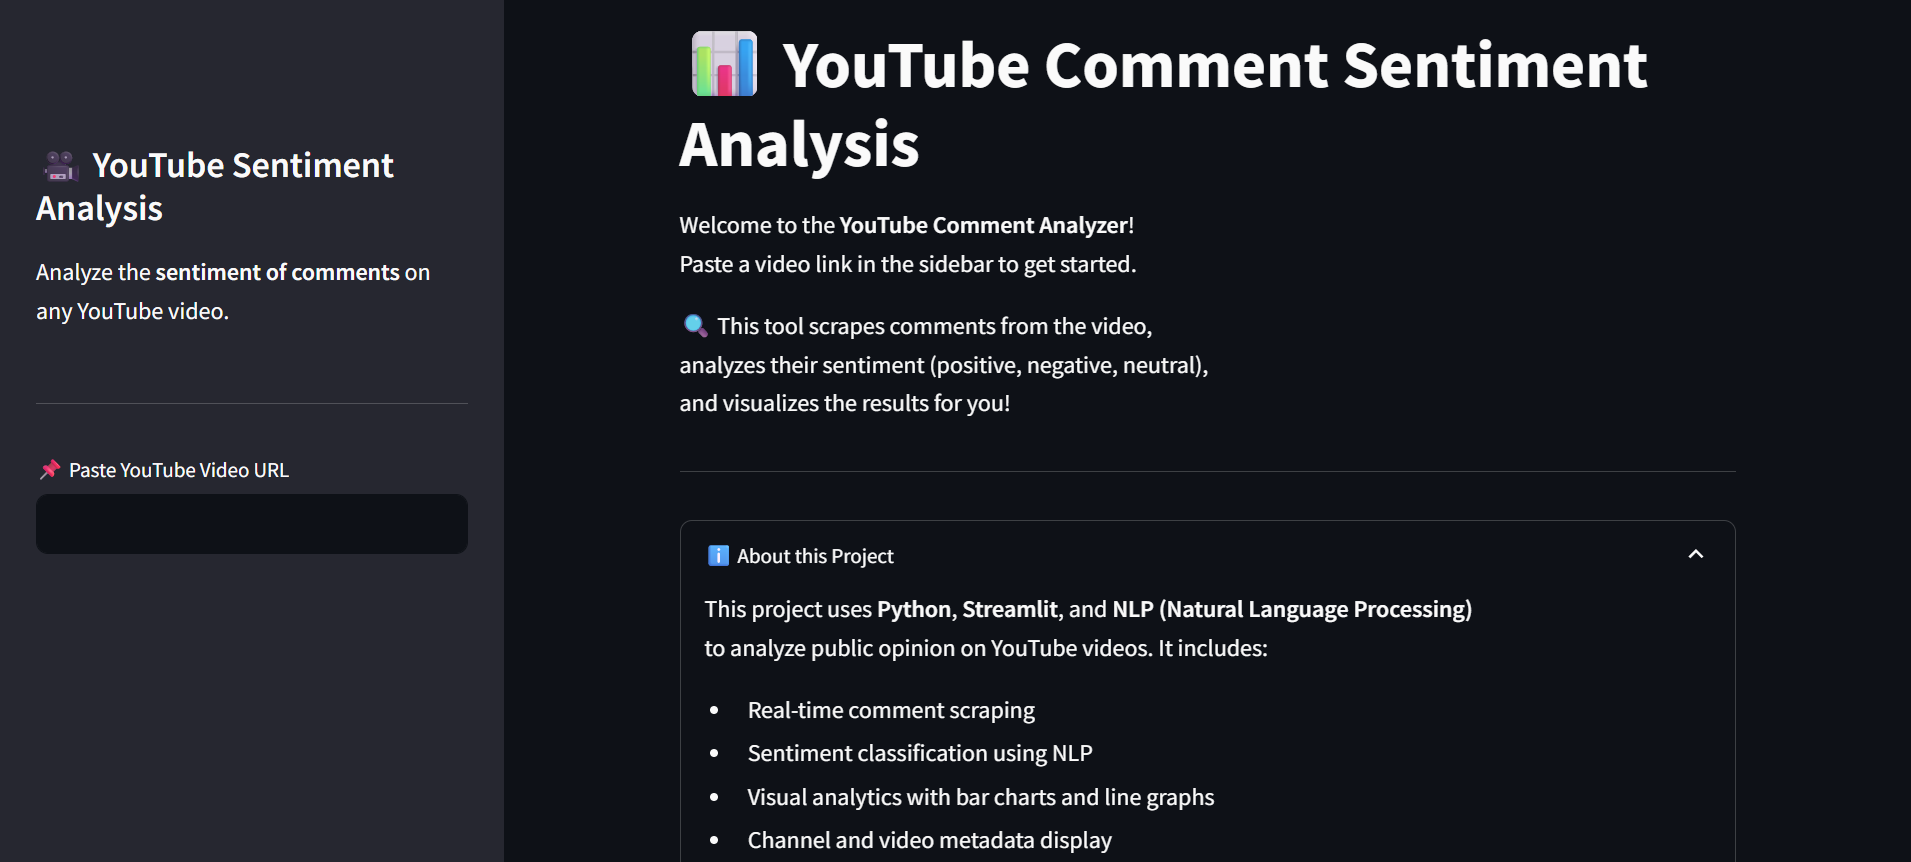 YouTube Sentiment
Analysis
Analyze the sentiment of comments on
any YouTube video.
Paste YouTube Video URL
YouTube Comment Sentiment
Analysis
Welcome to the YouTube Comment Analyzer!
Paste a video link in the sidebar to get started.
This tool scrapes comments from the video,
analyzes their sentiment (positive, negative, neutral),
and visualizes the results for you!
About this Project
This project uses Python, Streamlit, and NLP (Natural Language Processing)
to analyze public opinion on YouTube videos. It includes:
• Real-time comment scraping
• Sentiment classification using NLP
• Visual analytics with bar charts and line graphs
• Channel and video metadata display